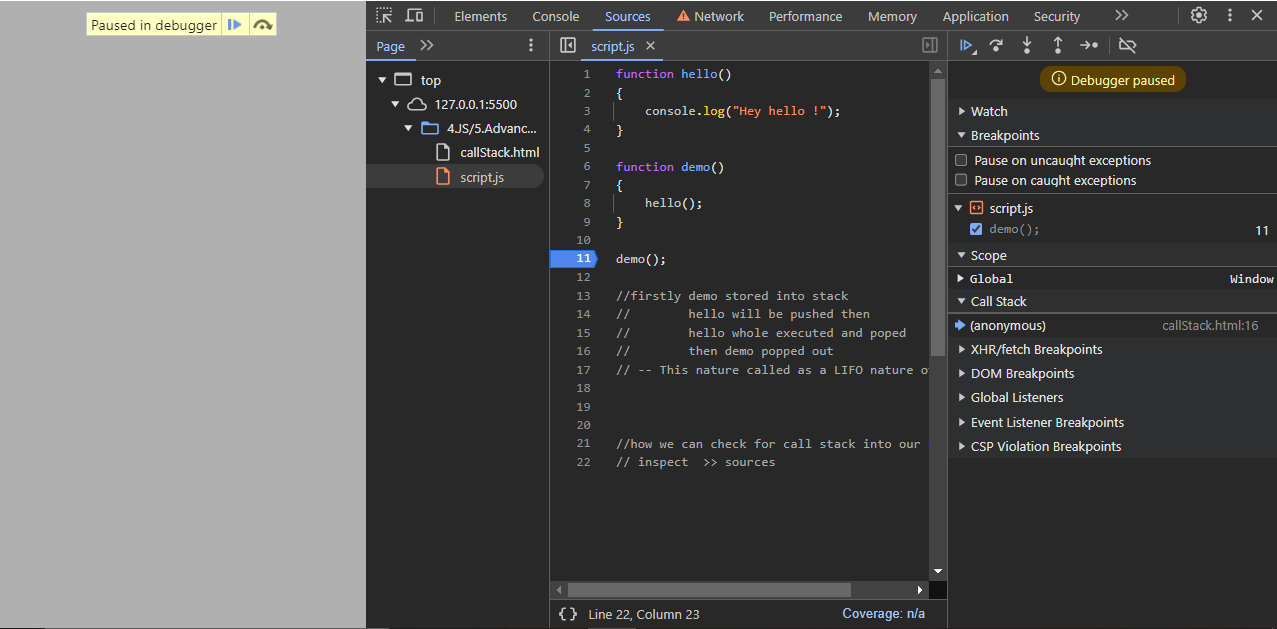 Paused in debugger
Elements Console Sources Network Performance Memory Application Security
Page
script.js
top
127.0.0.1:5500
4.JS/5.Advanc...
callStack.html
script.js
1 function hello()
2 {
3 console.log("Hey hello !");
4 }
5
6 function demo()
7 {
8 hello();
9 }
10
11 demo();
12
13 //firstly demo stored into stack
14 // hello will be pushed then
15 // hello whole executed and poped
16 // then demo popped out
17 // -- This nature called as a LIFO nature
18
19
20
21 //how we can check for call stack into our
22 // inspect >> sources
{ } Line 22, Column 23
Coverage: n/a
Debugger paused
Watch
Breakpoints
Pause on uncaught exceptions
Pause on caught exceptions
script.js
demo(); 11
Scope
Global Window
Call Stack
(anonymous) callStack.html:16
XHR/fetch Breakpoints
DOM Breakpoints
Global Listeners
Event Listener Breakpoints
CSP Violation Breakpoints